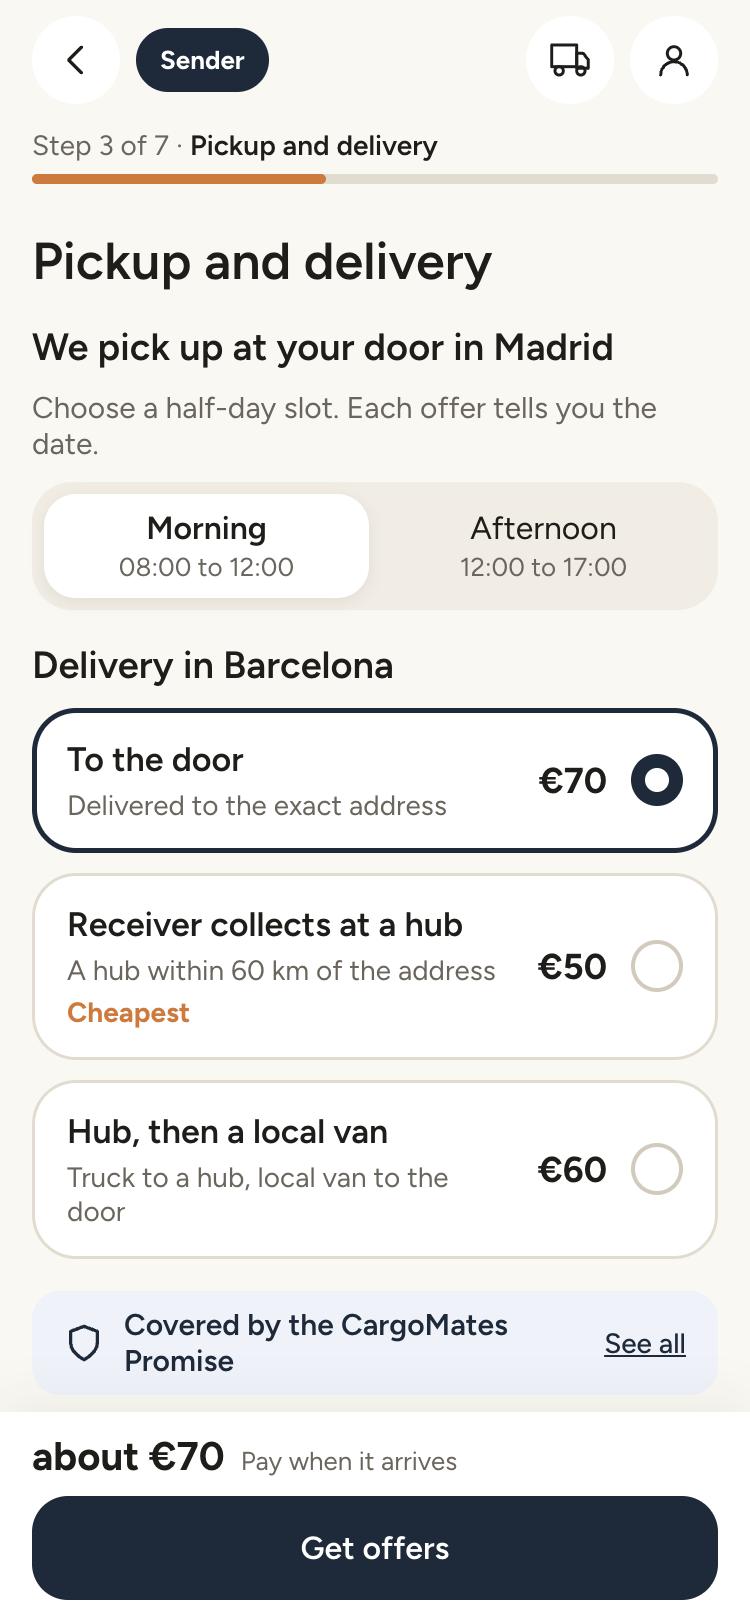 Sender
Step 3 of 7 · Pickup and delivery
Pickup and delivery
We pick up at your door in Madrid
Choose a half-day slot. Each offer tells you the
date.
Morning
08:00 to 12:00
Afternoon
12:00 to 17:00
Delivery in Barcelona
To the door
Delivered to the exact address
€70
Receiver collects at a hub
A hub within 60 km of the address
Cheapest
€50
Hub, then a local van
Truck to a hub, local van to the
door
€60
Covered by the CargoMates
Promise
See all
about €70 Pay when it arrives
Get offers